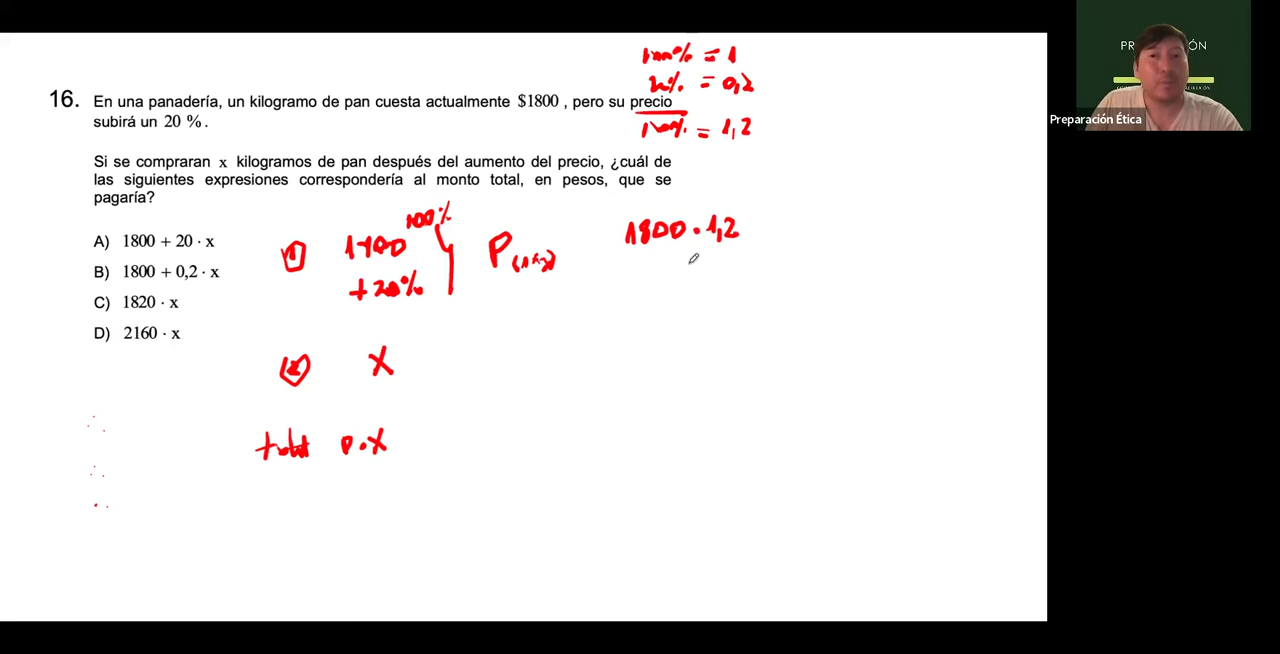 100% = 1
20% = 0,2
120% = 1,2
16. En una panadería, un kilogramo de pan cuesta actualmente $1800 , pero su precio
subirá un 20 % .
Si se compraran x kilogramos de pan después del aumento del precio, ¿cuál de
las siguientes expresiones correspondería al monto total, en pesos, que se
pagaría?
A) 1800 + 20 · x
B) 1800 + 0,2 · x
C) 1820 · x
D) 2160 · x
1 1800 100%
+ 20%
P
1800 · 1,2
2 X
total P · X
Preparación Ética